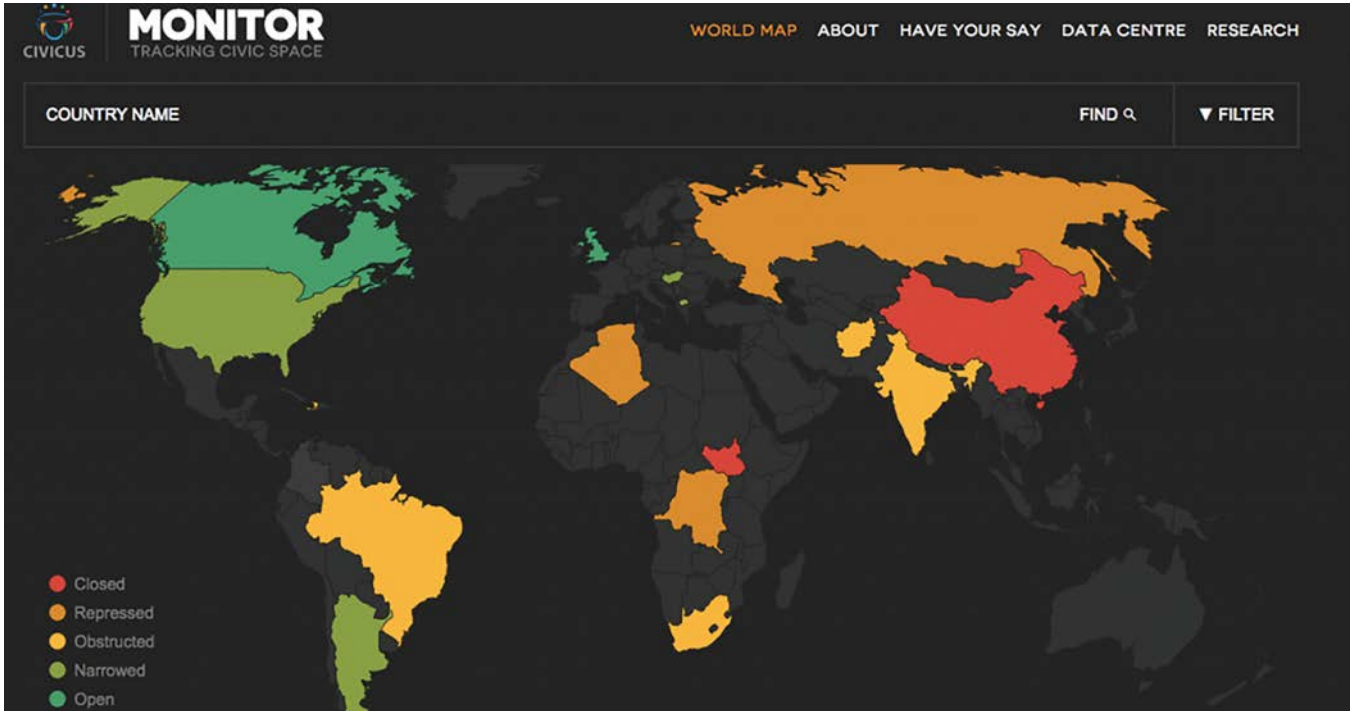 CIVICUS
MONITOR
TRACKING CIVIC SPACE
WORLD MAP ABOUT HAVE YOUR SAY DATA CENTRE RESEARCH
COUNTRY NAME FIND ▼ FILTER
Closed
Repressed
Obstructed
Narrowed
Open